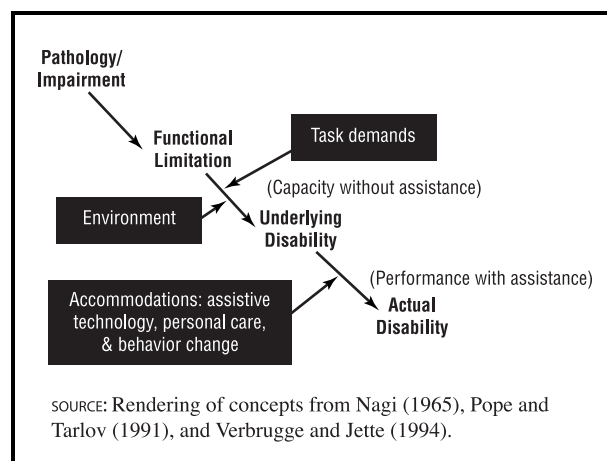 Pathology/
Impairment
Functional
Limitation
Task demands
(Capacity without assistance)
Environment
Underlying
Disability
(Performance with assistance)
Accommodations: assistive
technology, personal care,
& behavior change
Actual
Disability
SOURCE: Rendering of concepts from Nagi (1965), Pope and
Tarlov (1991), and Verbrugge and Jette (1994).